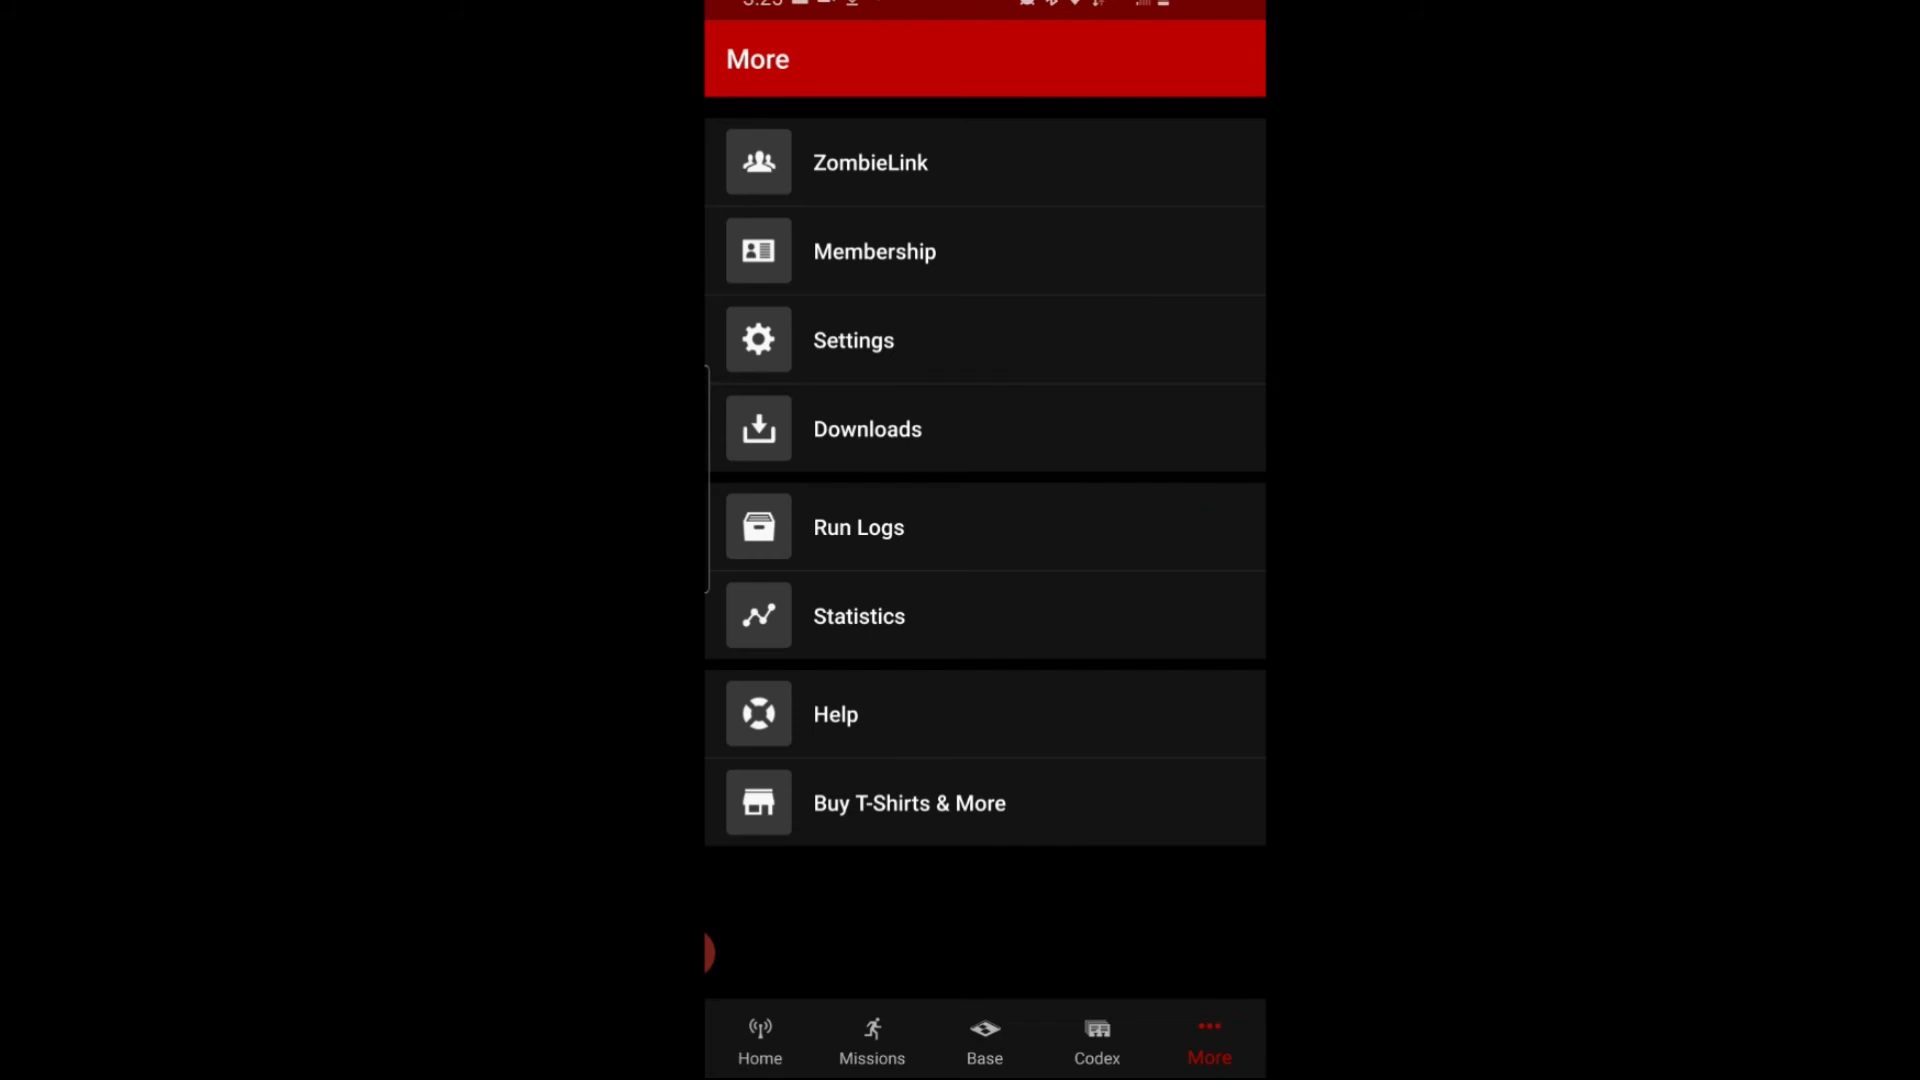 More
ZombieLink
Membership
Settings
Downloads
Run Logs
Statistics
Help
Buy T-Shirts & More
Home
Missions
Base
Codex
More